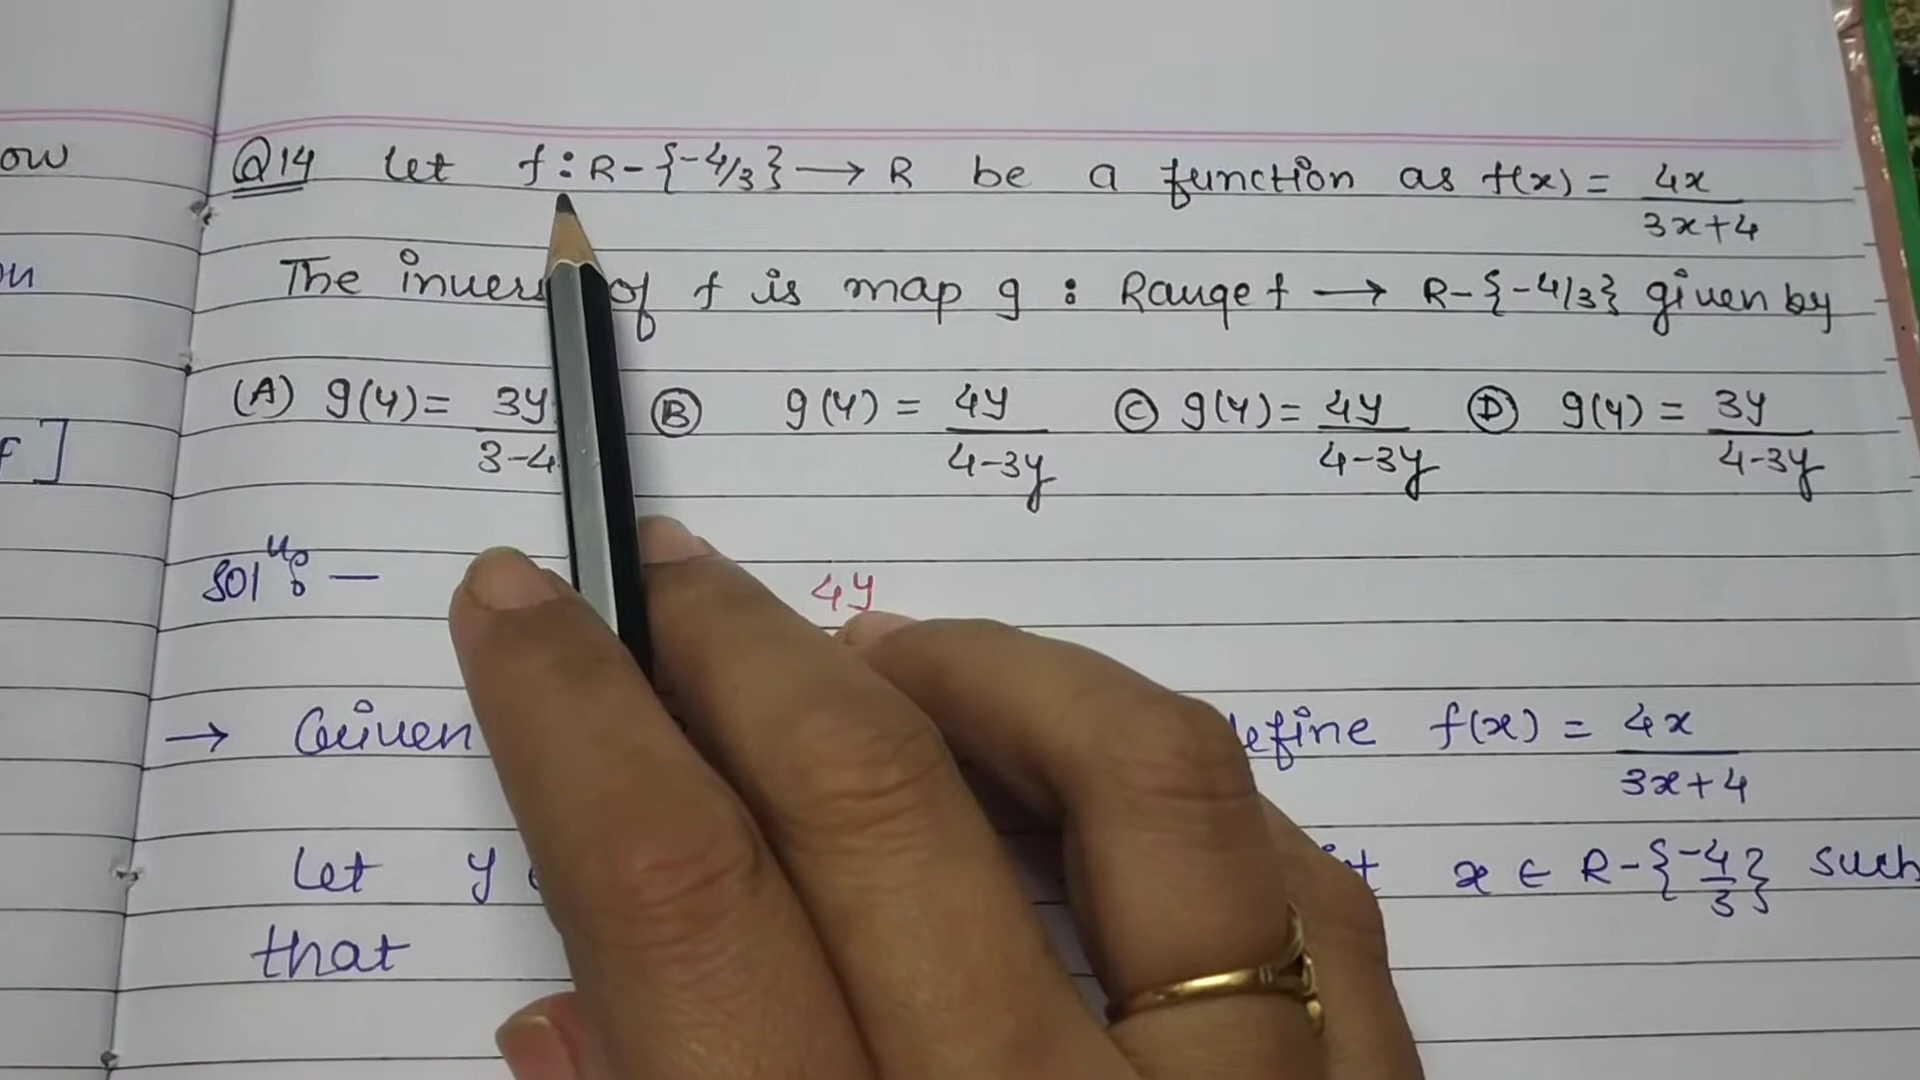 ow
Q14 Let f : R - {-4/3} → R be a function as f(x) = 4x / 3x+4
The of f is map g : Range f → R - {-4/3} given by
(A) g(y) = 3y / 3-4 (B) g(y) = 4y / 4-3y (C) g(y) = 4y / 4-3y (D) g(y) = 3y / 4-3y
f]
Solⁿ: —
4y
→ Given define f(x) = 4x / 3x+4
Let y x ∈ R - {-4/3} such
that